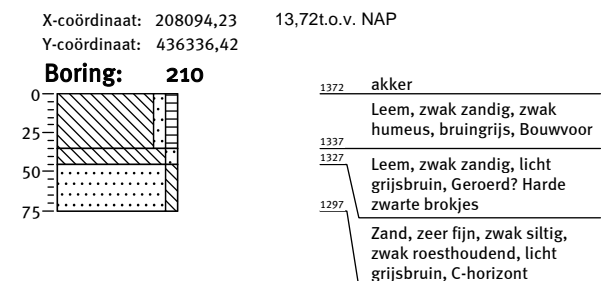 X-coördinaat: 208094,23 13,72t.o.v. NAP
Y-coördinaat: 436336,42
Boring: 210
0
25
50
75
1372 akker
Leem, zwak zandig, zwak
humeus, bruingrijs, Bouwvoor
1337
1327 Leem, zwak zandig, licht
grijsbruin, Geroerd? Harde
1297 zwarte brokjes
Zand, zeer fijn, zwak siltig,
zwak roesthoudend, licht
grijsbruin, C-horizont